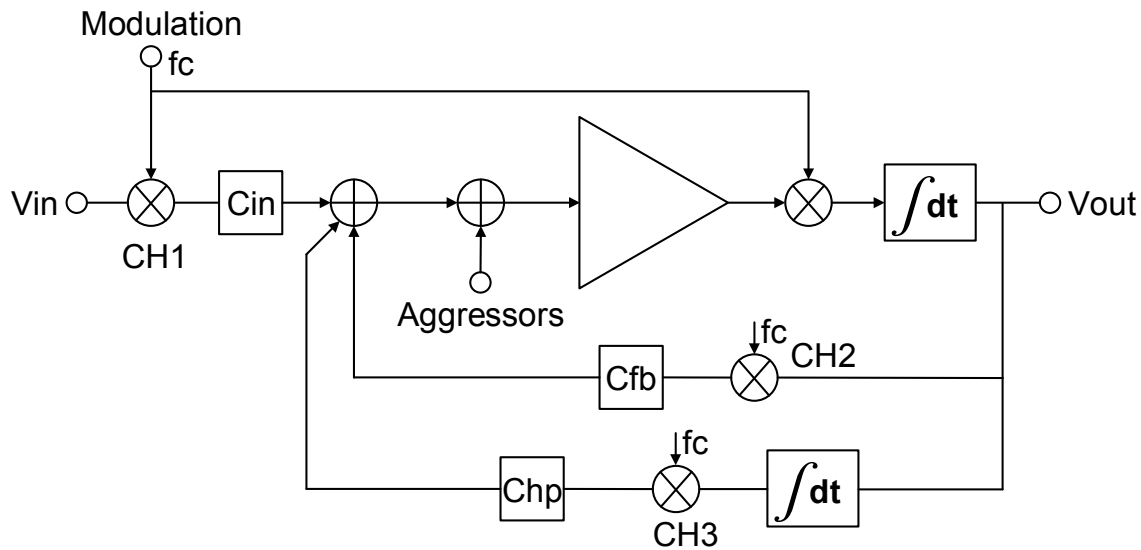 Modulation
fc
Vin
Cin
CH1
∫dt
Vout
Aggressors
fc
CH2
Cfb
fc
Chp
∫dt
CH3